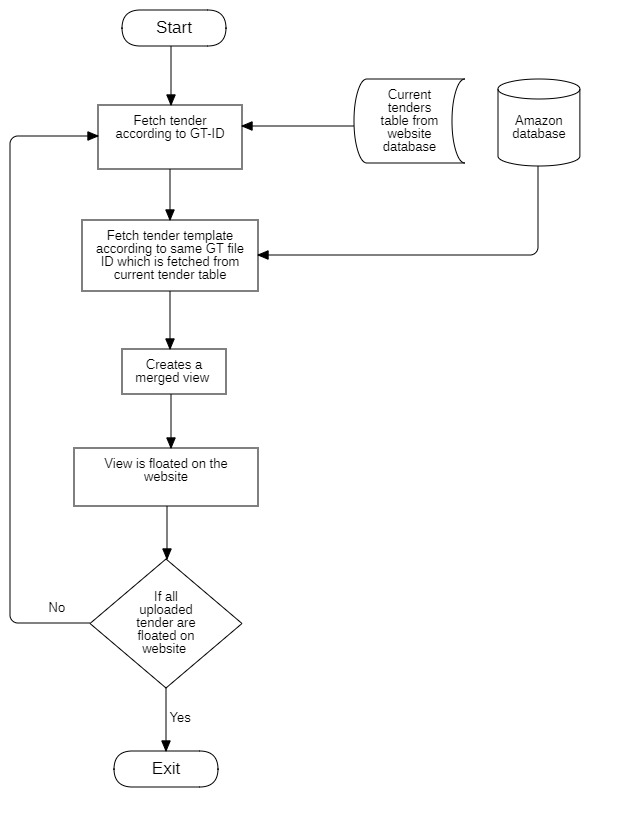 Start
Fetch tender
according to GT-ID
Current
tenders
table from
website
database
Amazon
database
Fetch tender template
according to same GT file
ID which is fetched from
current tender table
Creates a
merged view
View is floated on the
website
If all
uploaded
tender are
floated on
website
No
Yes
Exit